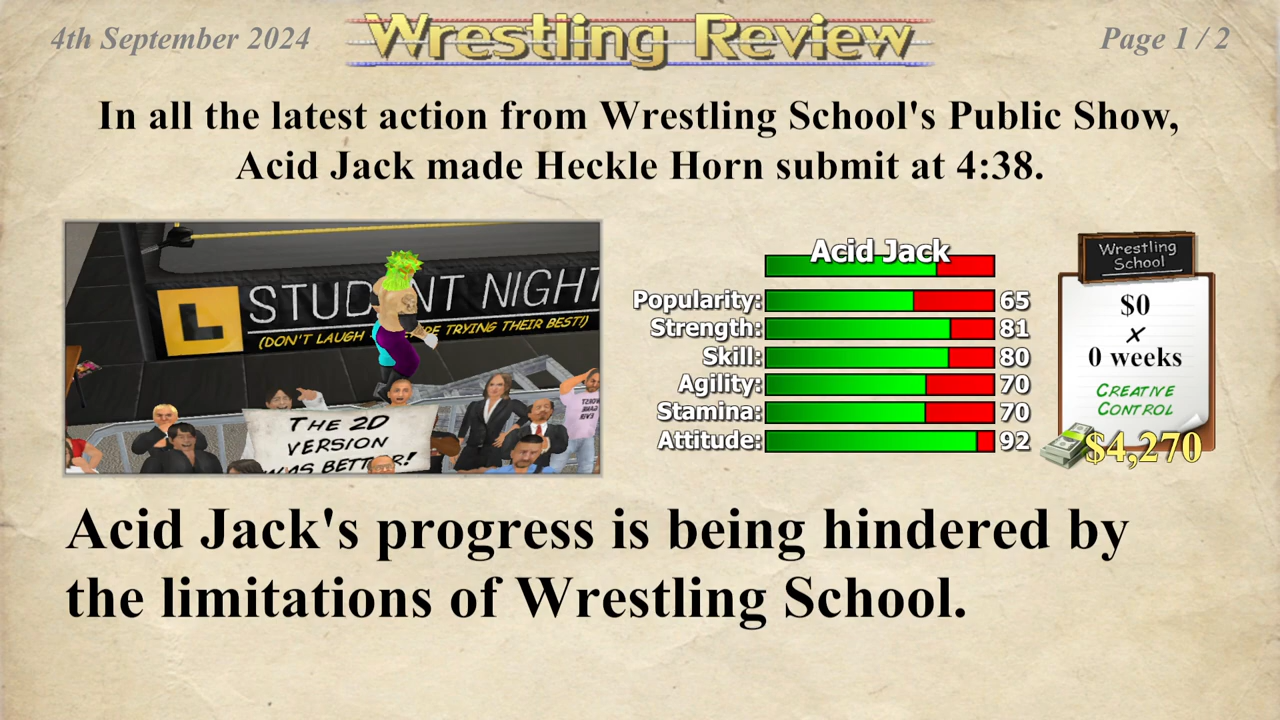 4th September 2024
Wrestling Review
Page 1 / 2
In all the latest action from Wrestling School's Public Show,
Acid Jack made Heckle Horn submit at 4:38.
L STUDENT NIGHT
(DON'T LAUGH TRYING THEIR BEST!)
THE 2D
VERSION
WAS BETTER!
Acid Jack
Popularity: 65
Strength: 81
Skill: 80
Agility: 70
Stamina: 70
Attitude: 92
Wrestling
School
$0
x
0 weeks
CREATIVE
CONTROL
$4,270
Acid Jack's progress is being hindered by
the limitations of Wrestling School.